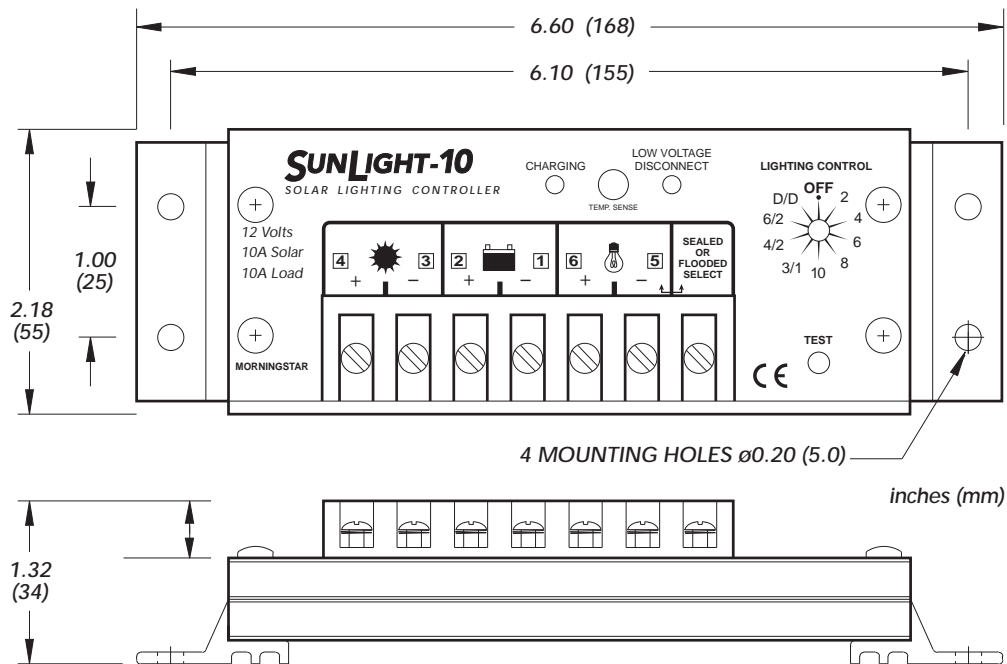 6.60 (168)
6.10 (155)
SUNLIGHT-10
SOLAR LIGHTING CONTROLLER
CHARGING
TEMP. SENSE
LOW VOLTAGE
DISCONNECT
LIGHTING CONTROL
OFF
2
4
6
8
10
3/1
4/2
6/2
D/D
12 Volts
10A Solar
10A Load
4 3 2 1 6 5
+ − + − + −
SEALED
OR
FLOODED
SELECT
1.00
(25)
2.18
(55)
MORNINGSTAR
TEST
CE
4 MOUNTING HOLES ø0.20 (5.0)
inches (mm)
1.32
(34)